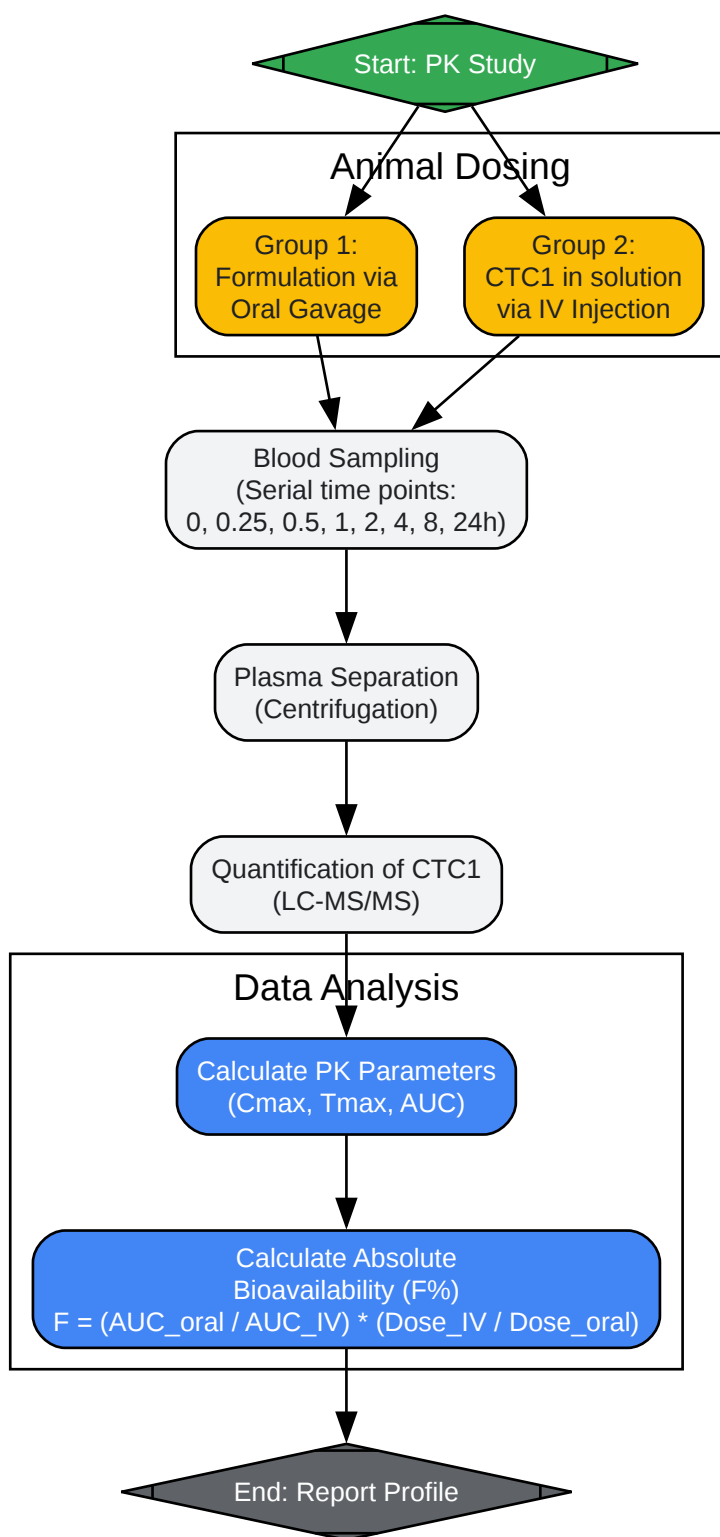 Start: PK Study
Animal Dosing
Group 1:
Formulation via
Oral Gavage
Group 2:
CTC1 in solution
via IV Injection
Blood Sampling
(Serial time points:
0, 0.25, 0.5, 1, 2, 4, 8, 24h)
Plasma Separation
(Centrifugation)
Quantification of CTC1
(LC-MS/MS)
Data Analysis
Calculate PK Parameters
(Cmax, Tmax, AUC)
Calculate Absolute
Bioavailability (F%)
F = (AUC_oral / AUC_IV) * (Dose_IV / Dose_oral)
End: Report Profile